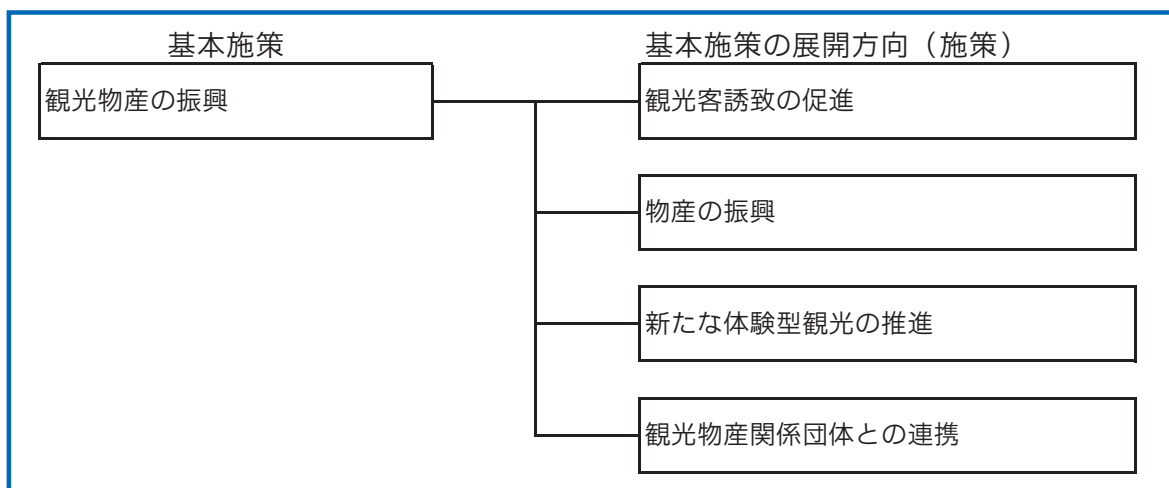 基本施策
基本施策の展開方向（施策）
観光物産の振興
観光客誘致の促進
物産の振興
新たな体験型観光の推進
観光物産関係団体との連携